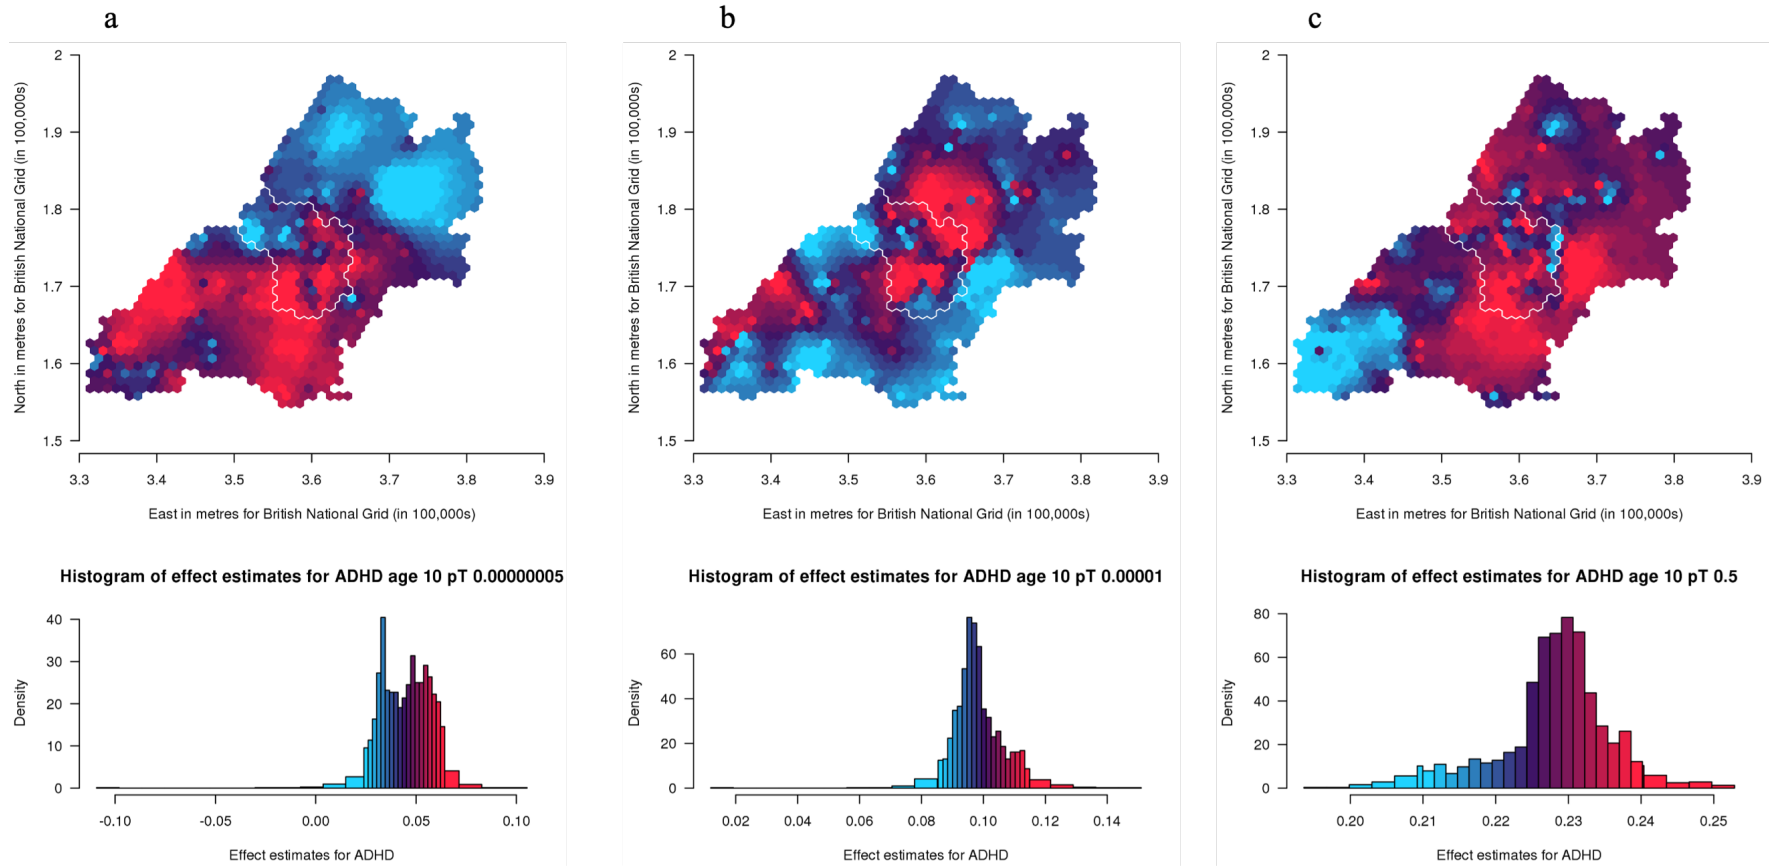 a
b
c
North in metres for British National Grid (in 100,000s)
2
1.9
1.8
1.7
1.6
1.5
3.3 3.4 3.5 3.6 3.7 3.8 3.9
East in metres for British National Grid (in 100,000s)
North in metres for British National Grid (in 100,000s)
2
1.9
1.8
1.7
1.6
1.5
3.3 3.4 3.5 3.6 3.7 3.8 3.9
East in metres for British National Grid (in 100,000s)
North in metres for British National Grid (in 100,000s)
2
1.9
1.8
1.7
1.6
1.5
3.3 3.4 3.5 3.6 3.7 3.8 3.9
East in metres for British National Grid (in 100,000s)
Histogram of effect estimates for ADHD age 10 pT 0.00000005
Density
40
30
20
10
0
-0.10 -0.05 0.00 0.05 0.10
Effect estimates for ADHD
Histogram of effect estimates for ADHD age 10 pT 0.00001
Density
60
40
20
0
0.02 0.04 0.06 0.08 0.10 0.12 0.14
Effect estimates for ADHD
Histogram of effect estimates for ADHD age 10 pT 0.5
Density
80
60
40
20
0
0.20 0.21 0.22 0.23 0.24 0.25
Effect estimates for ADHD